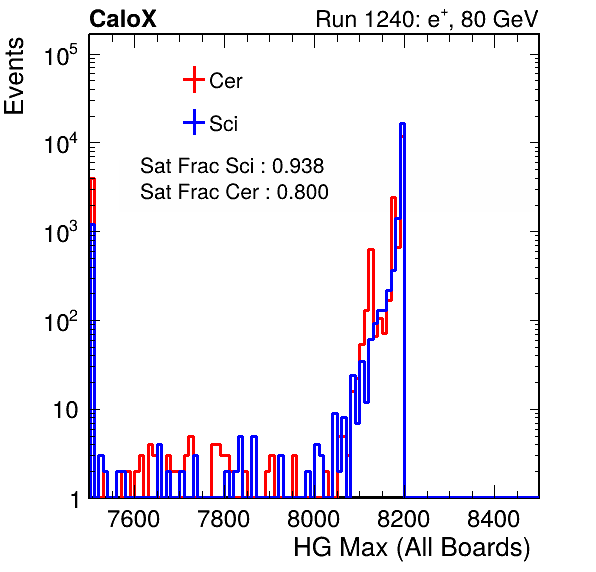 CaloX Run 1240: e⁺, 80 GeV
Events
Cer
Sci
Sat Frac Sci : 0.938
Sat Frac Cer : 0.800
10⁵
10⁴
10³
10²
10
1
7600 7800 8000 8200 8400
HG Max (All Boards)